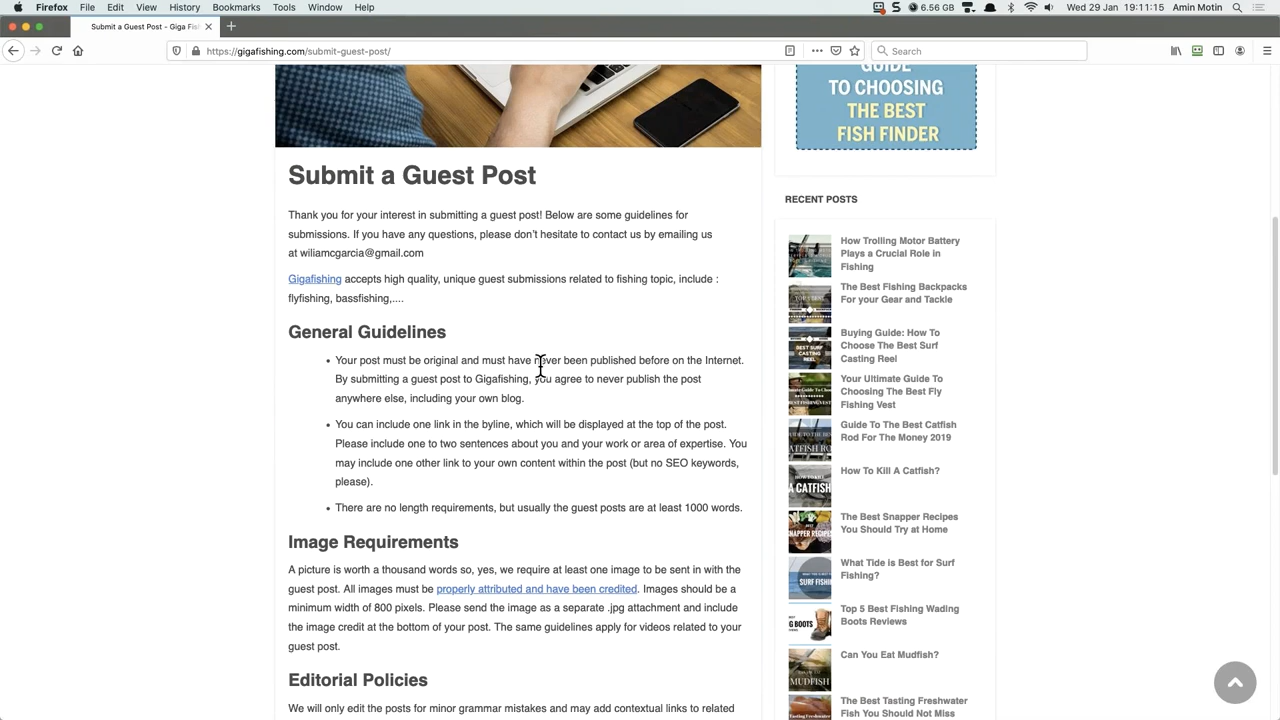 Firefox File Edit View History Bookmarks Tools Window Help
6.56 GB Wed 29 Jan 19:11:15 Amin Motin
Submit a Guest Post - Giga Fis
https://gigafishing.com/submit-guest-post/
Search
GUIDE
TO CHOOSING
THE BEST
FISH FINDER
Submit a Guest Post
Thank you for your interest in submitting a guest post! Below are some guidelines for
submissions. If you have any questions, please don't hesitate to contact us by emailing us
at wiliamcgarcia@gmail.com
Gigafishing accepts high quality, unique guest submissions related to fishing topic, include :
flyfishing, bassfishing,....
General Guidelines
• Your post must be original and must have never been published before on the Internet.
By submitting a guest post to Gigafishing, you agree to never publish the post
anywhere else, including your own blog.
• You can include one link in the byline, which will be displayed at the top of the post.
Please include one to two sentences about you and your work or area of expertise. You
may include one other link to your own content within the post (but no SEO keywords,
please).
• There are no length requirements, but usually the guest posts are at least 1000 words.
Image Requirements
A picture is worth a thousand words so, yes, we require at least one image to be sent in with the
guest post. All images must be properly attributed and have been credited. Images should be a
minimum width of 800 pixels. Please send the image as a separate .jpg attachment and include
the image credit at the bottom of your post. The same guidelines apply for videos related to your
guest post.
Editorial Policies
We will only edit the posts for minor grammar mistakes and may add contextual links to related
RECENT POSTS
How Trolling Motor Battery
Plays a Crucial Role in
Fishing
The Best Fishing Backpacks
For your Gear and Tackle
Buying Guide: How To
Choose The Best Surf
Casting Reel
Your Ultimate Guide To
Choosing The Best Fly
Fishing Vest
Guide To The Best Catfish
Rod For The Money 2019
How To Kill A Catfish?
The Best Snapper Recipes
You Should Try at Home
What Tide is Best for Surf
Fishing?
Top 5 Best Fishing Wading
Boots Reviews
Can You Eat Mudfish?
The Best Tasting Freshwater
Fish You Should Not Miss